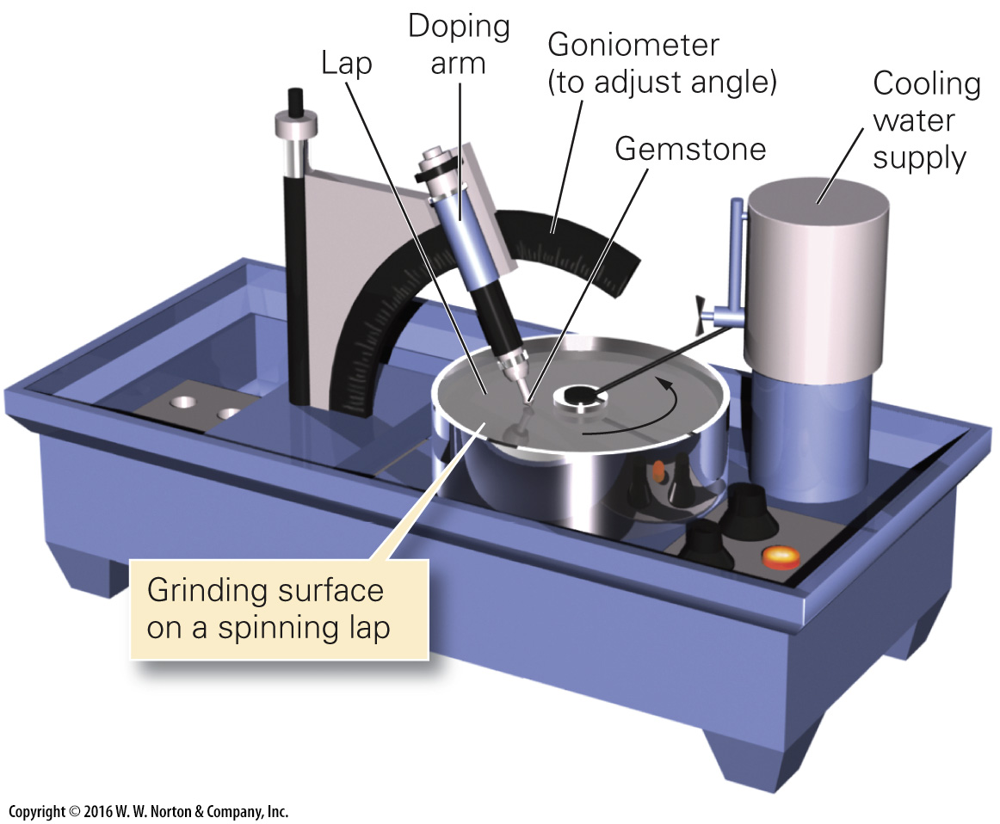 Doping
arm
Lap
Goniometer
(to adjust angle)
Gemstone
Cooling
water
supply
Grinding surface
on a spinning lap
Copyright © 2016 W. W. Norton & Company, Inc.